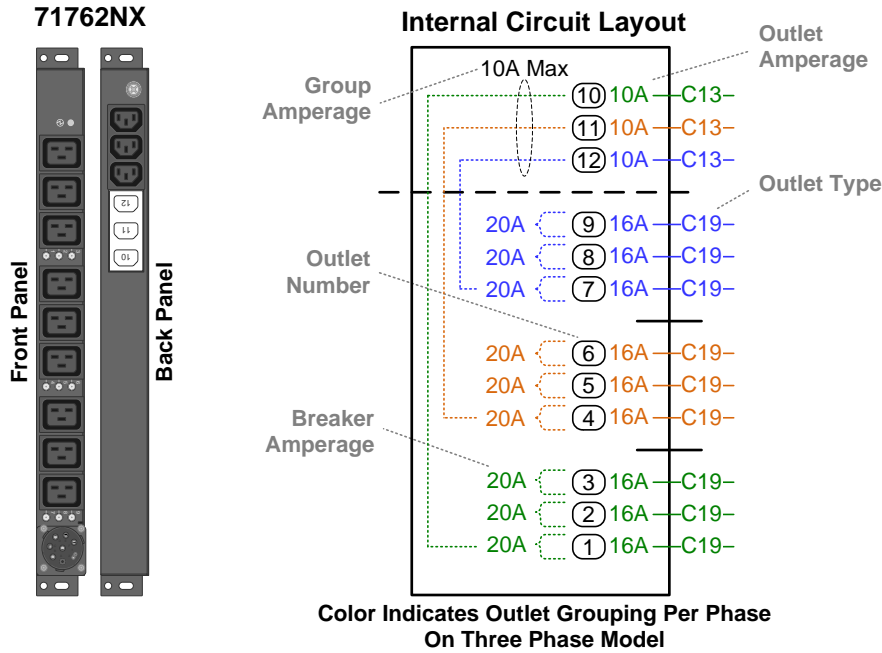 71762NX
Front Panel
Back Panel
12
11
10
Internal Circuit Layout
Outlet
Amperage
Group
Amperage
10A Max
10 10A C13
11 10A C13
12 10A C13
Outlet Type
20A 9 16A C19
20A 8 16A C19
20A 7 16A C19
Outlet
Number
20A 6 16A C19
20A 5 16A C19
20A 4 16A C19
Breaker
Amperage
20A 3 16A C19
20A 2 16A C19
20A 1 16A C19
Color Indicates Outlet Grouping Per Phase
On Three Phase Model